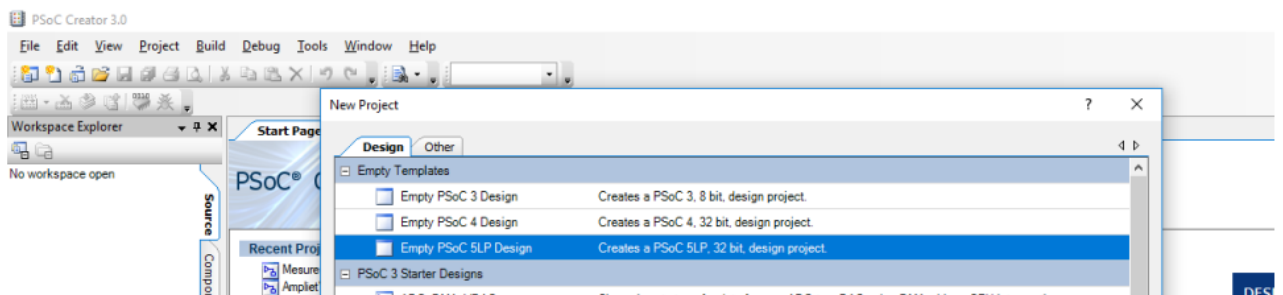 PSoC Creator 3.0
File Edit View Project Build Debug Tools Window Help
Workspace Explorer
No workspace open
Source
Start Page
PSoC®
Recent Proj
Mesure
Ampliet
New Project
Design Other
Empty Templates
Empty PSoC 3 Design Creates a PSoC 3, 8 bit, design project.
Empty PSoC 4 Design Creates a PSoC 4, 32 bit, design project.
Empty PSoC 5LP Design Creates a PSoC 5LP, 32 bit, design project.
PSoC 3 Starter Designs